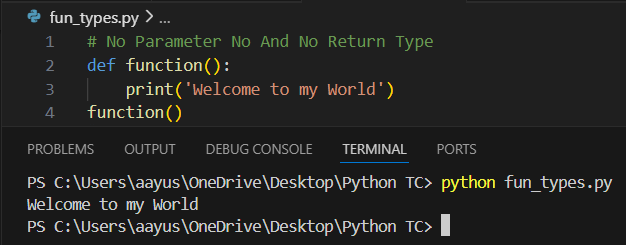 fun_types.py > ...
1 # No Parameter No And No Return Type
2 def function():
3     print('Welcome to my World')
4 function()
PROBLEMS OUTPUT DEBUG CONSOLE TERMINAL PORTS
PS C:\Users\aayus\OneDrive\Desktop\Python TC> python fun_types.py
Welcome to my World
PS C:\Users\aayus\OneDrive\Desktop\Python TC>